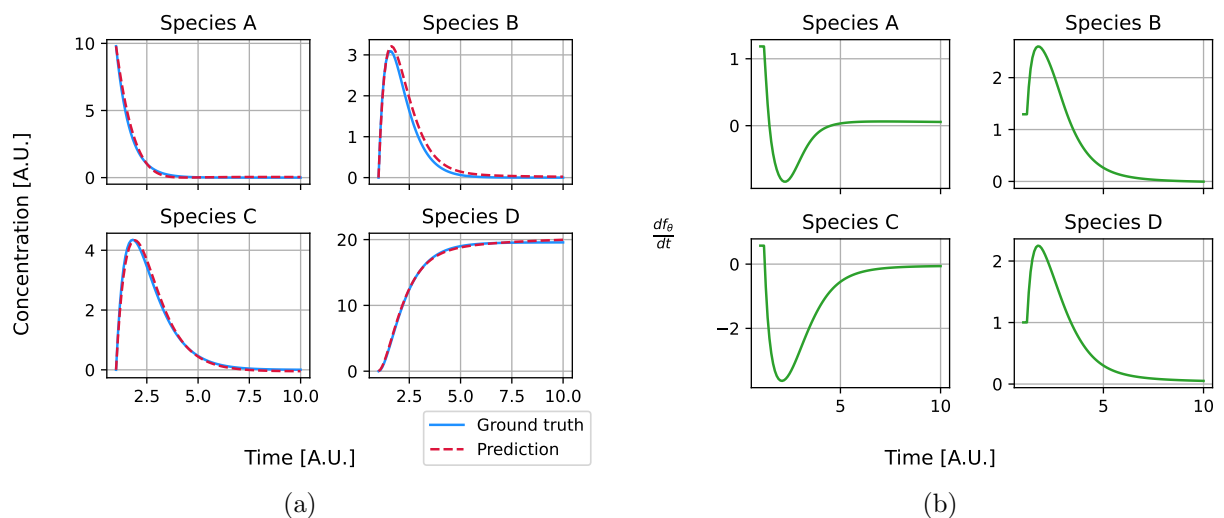 Species A
Species B
10
5
0
3
2
1
0
Species C
Species D
4
2
0
20
10
0
2.5 5.0 7.5 10.0
2.5 5.0 7.5 10.0
Concentration [A.U.]
Time [A.U.]
Ground truth
Prediction
(a)
Species A
Species B
1
0
2
1
0
Species C
Species D
0
−2
2
1
0
5 10
5 10
dfθ
dt
Time [A.U.]
(b)